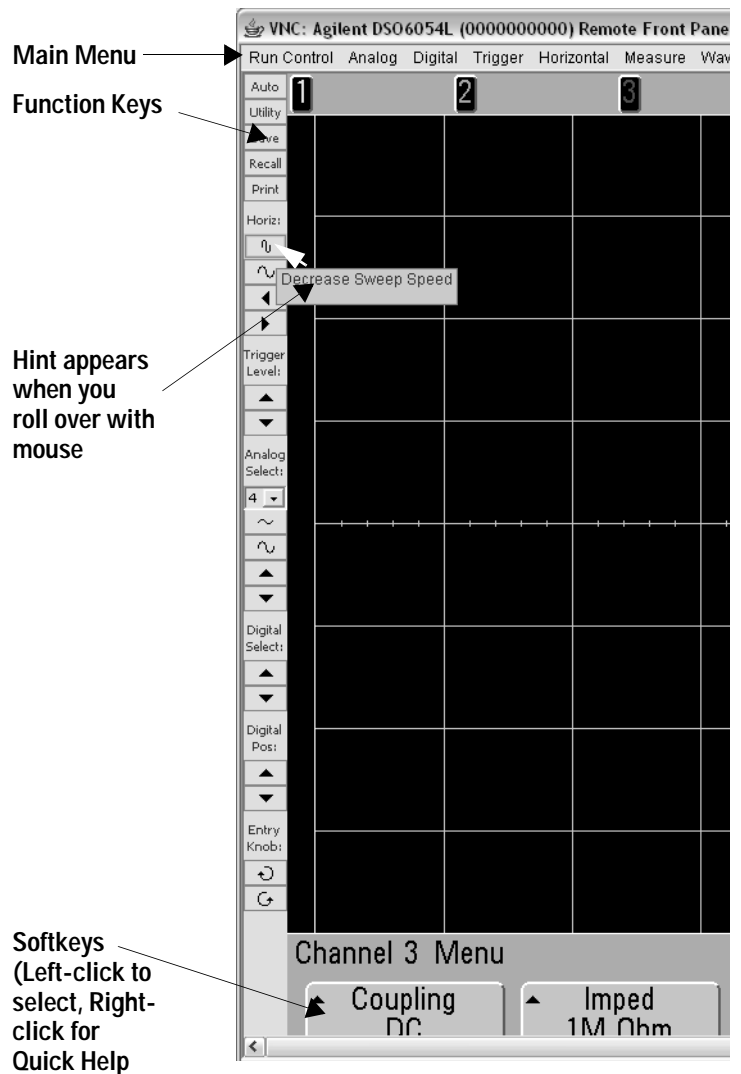 VNC: Agilent DSO6054L (0000000000) Remote Front Pane
Main Menu
Run Control Analog Digital Trigger Horizontal Measure Wav
Function Keys
Auto
1 2 3
Utility
Recall
Print
Horiz:
Decrease Sweep Speed
Hint appears
when you
roll over with
mouse
Trigger
Level:
Analog
Select:
4
Digital
Select:
Digital
Pos:
Entry
Knob:
Softkeys
(Left-click to
select, Right-
click for
Quick Help
Channel 3 Menu
Coupling
DC
Imped
1M Ohm